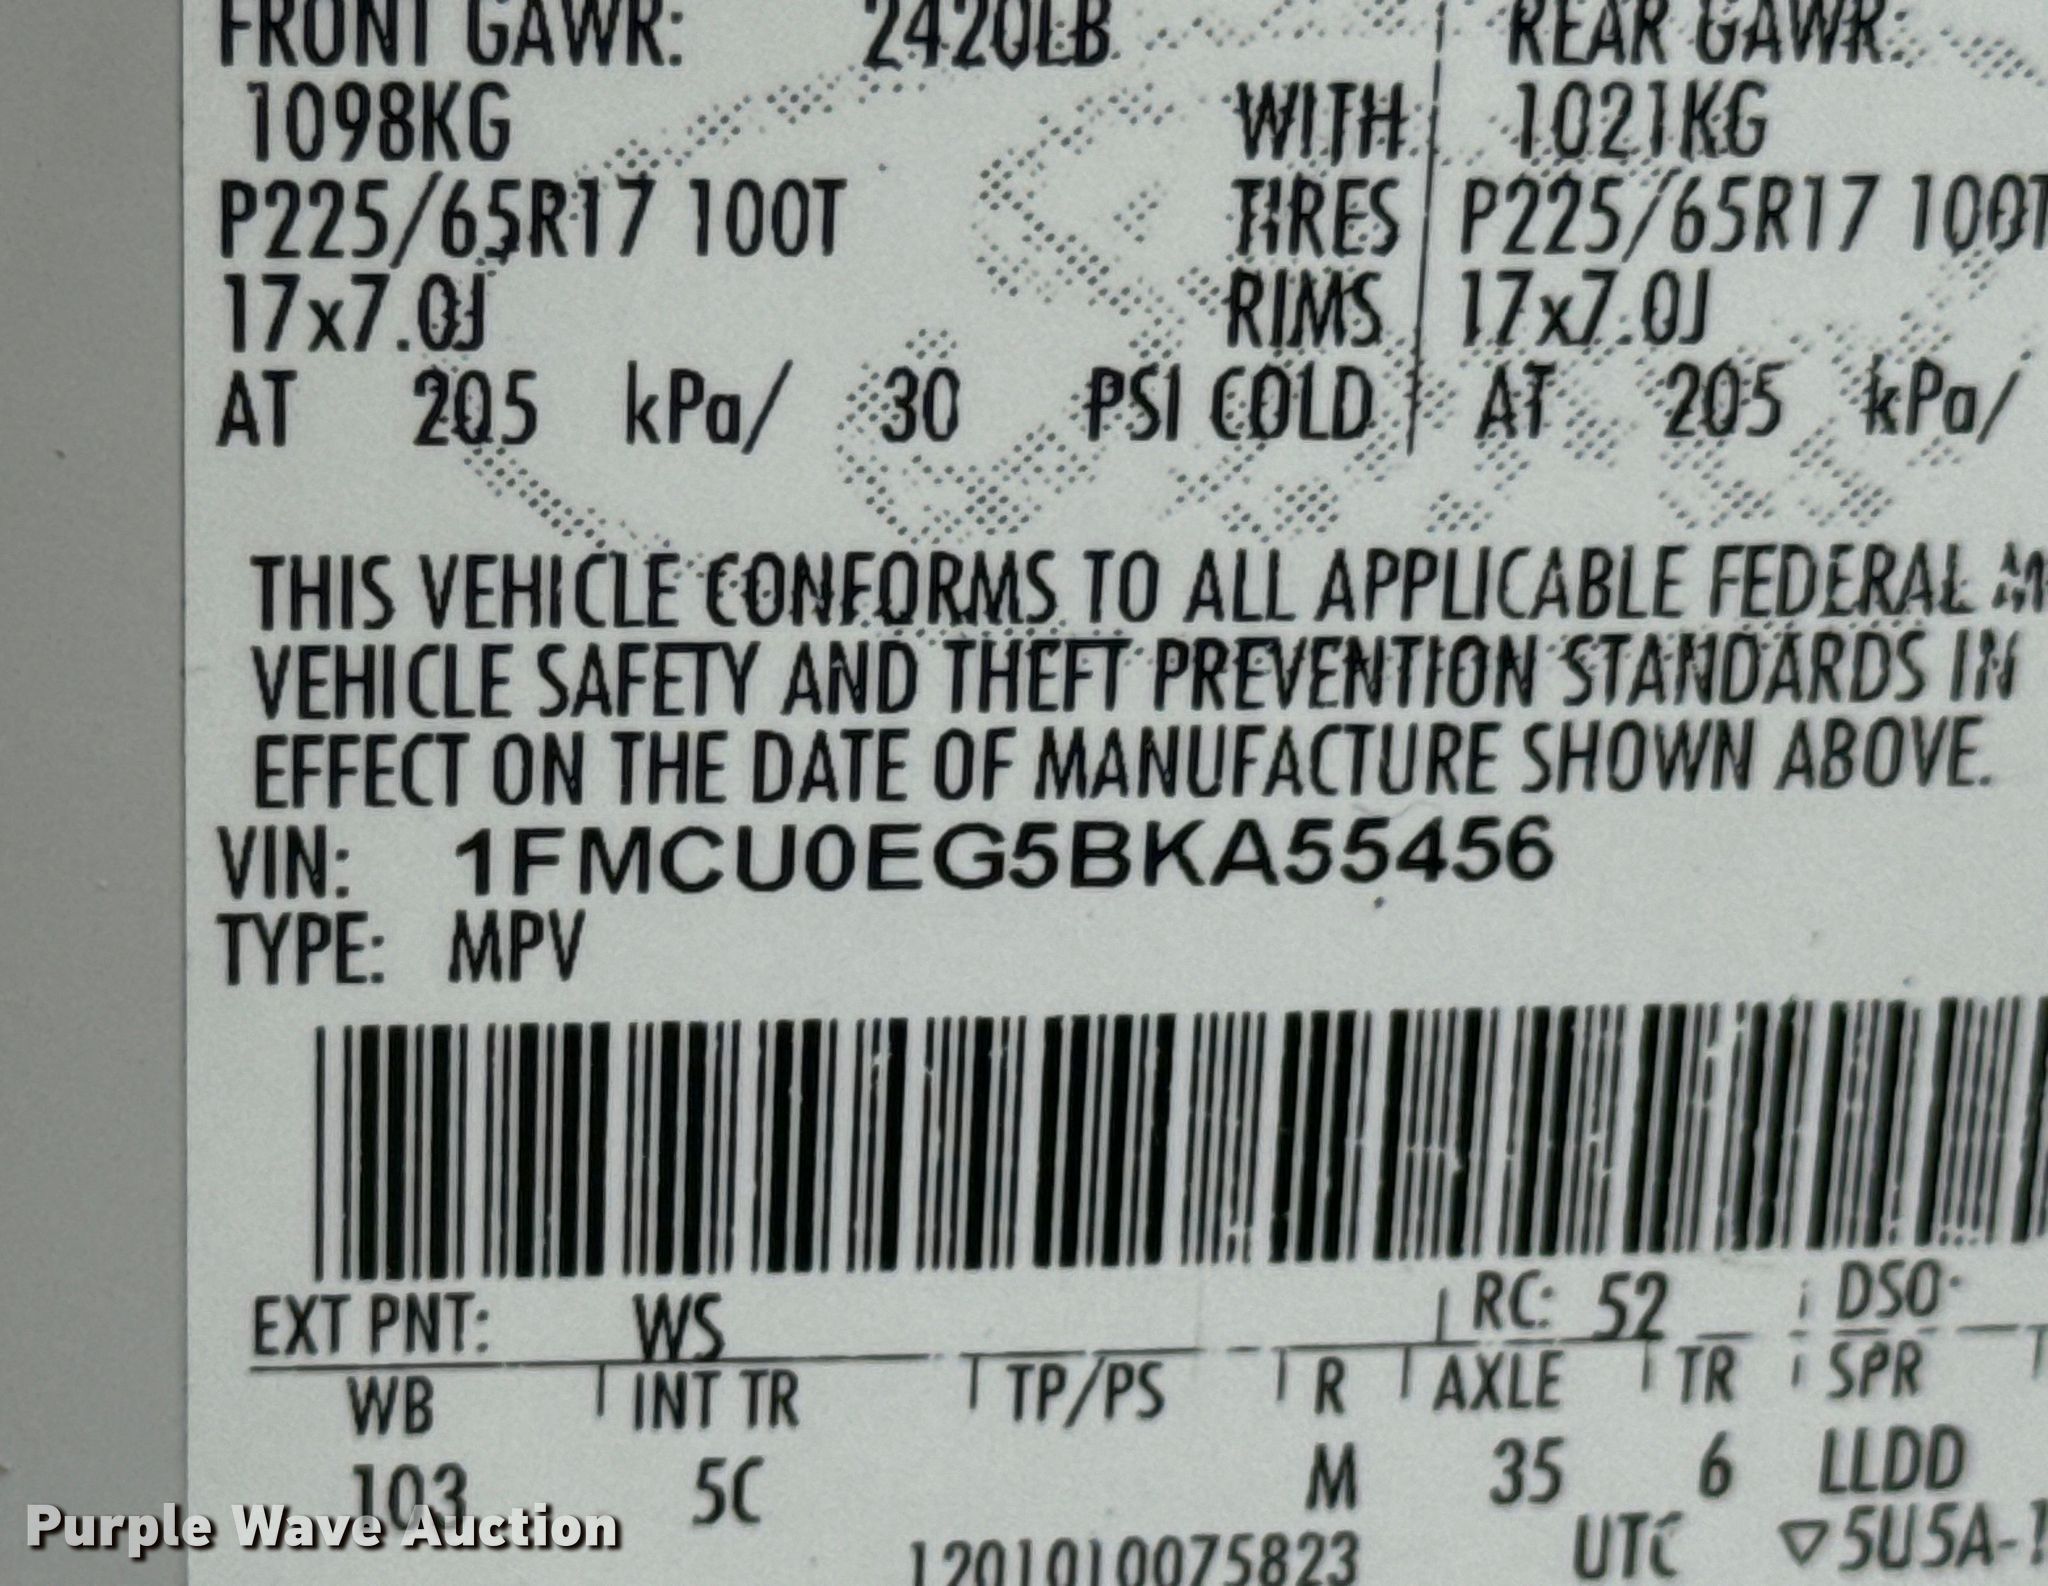 FRONT GAWR: 2420LB REAR GAWR:
1098KG WITH 1021KG
P225/65R17 100T TIRES P225/65R17 100T
17x7.0J RIMS 17x7.0J
AT 205 kPa/ 30 PSI COLD AT 205 kPa/
THIS VEHICLE CONFORMS TO ALL APPLICABLE FEDERAL
VEHICLE SAFETY AND THEFT PREVENTION STANDARDS IN
EFFECT ON THE DATE OF MANUFACTURE SHOWN ABOVE.
VIN: 1FMCU0EG5BKA55456
TYPE: MPV
EXT PNT: WS RC: 52 DSO:
WB INT TR TP/PS R AXLE TR SPR
103 5C M 35 6 LLDD
1201010075823 UTC ▽5U5A-
Purple Wave Auction